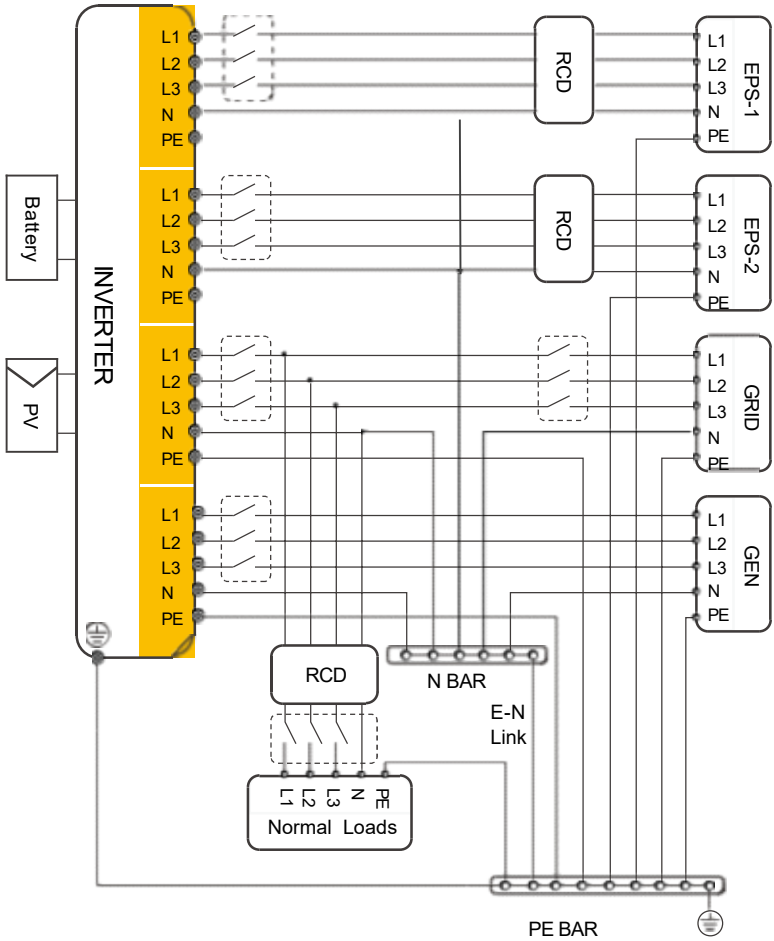 Battery
PV
INVERTER
L1
L2
L3
N
PE
L1
L2
L3
N
PE
L1
L2
L3
N
PE
L1
L2
L3
N
PE
RCD
RCD
L1
L2
L3
N
PE
EPS-1
L1
L2
L3
N
PE
EPS-2
L1
L2
L3
N
PE
GRID
L1
L2
L3
N
PE
GEN
RCD
N BAR
E-N
Link
L1 L2 L3 N PE
Normal Loads
PE BAR